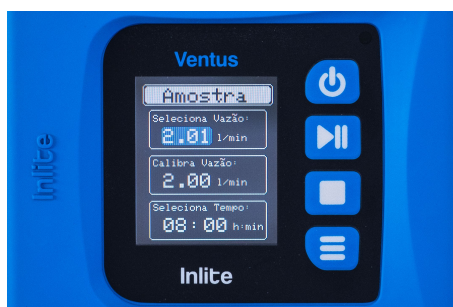 Ventus
Amostra
Seleciona Vazão:
2.01 l/min
Calibra Vazão:
2.00 l/min
Seleciona Tempo:
08:00 h:min
Inlite
Inlite